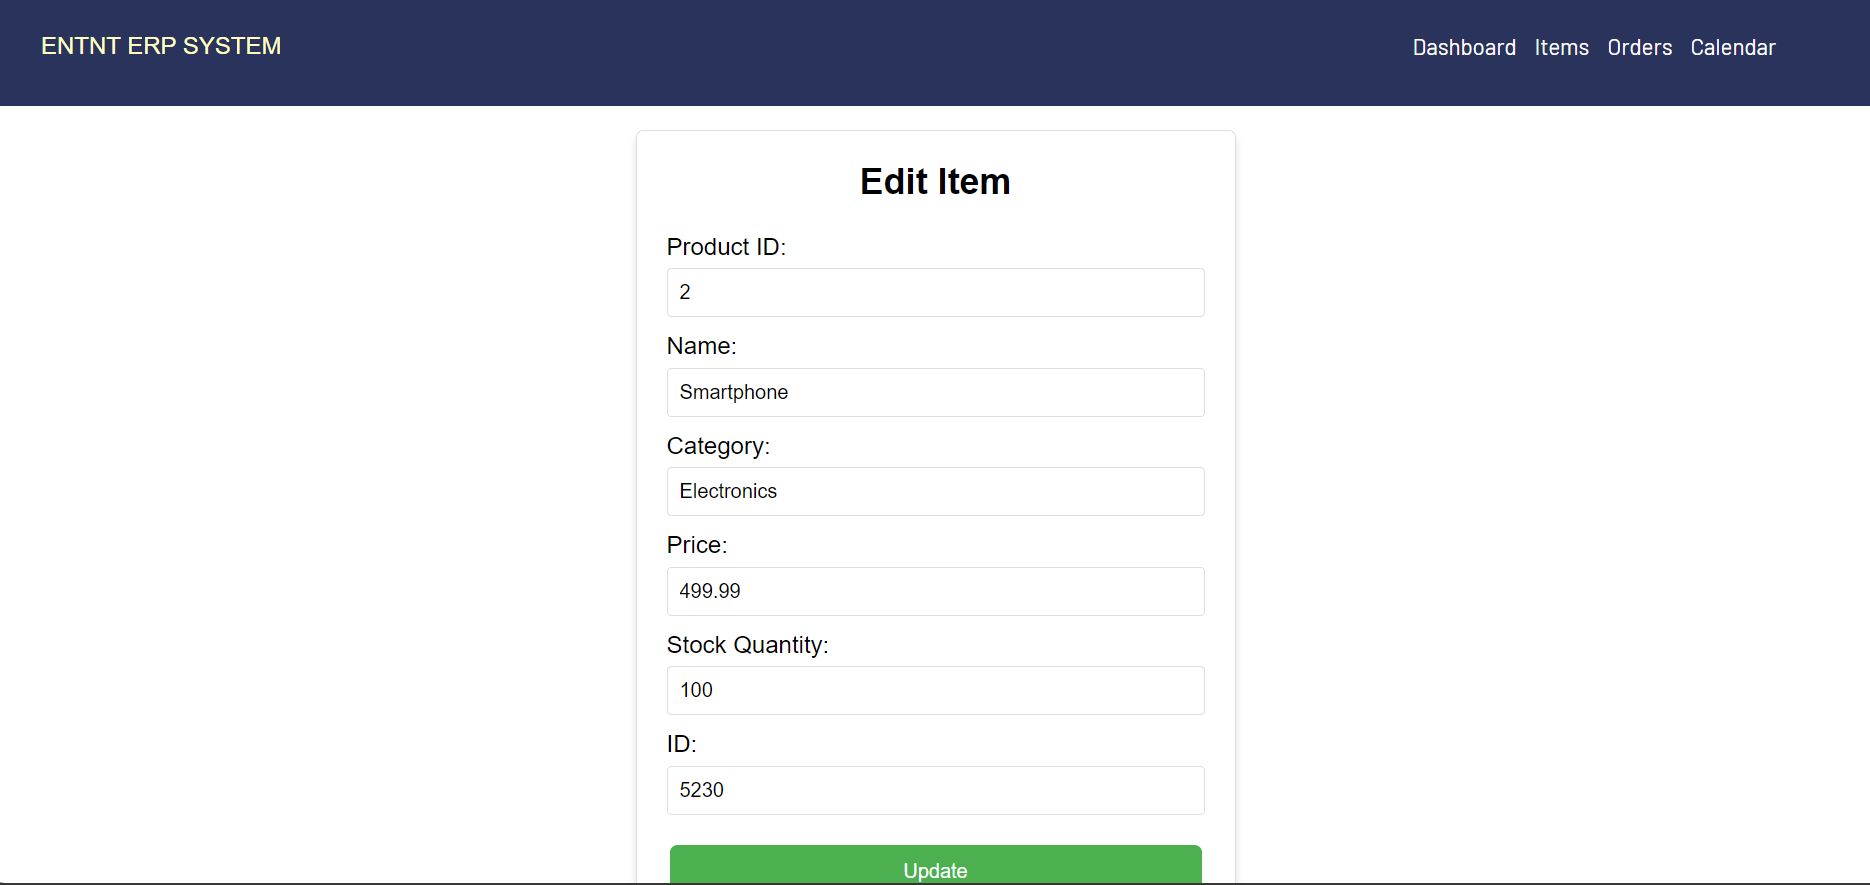 ENTNT ERP SYSTEM
Dashboard Items Orders Calendar
Edit Item
Product ID:
2
Name:
Smartphone
Category:
Electronics
Price:
499.99
Stock Quantity:
100
ID:
5230
Update